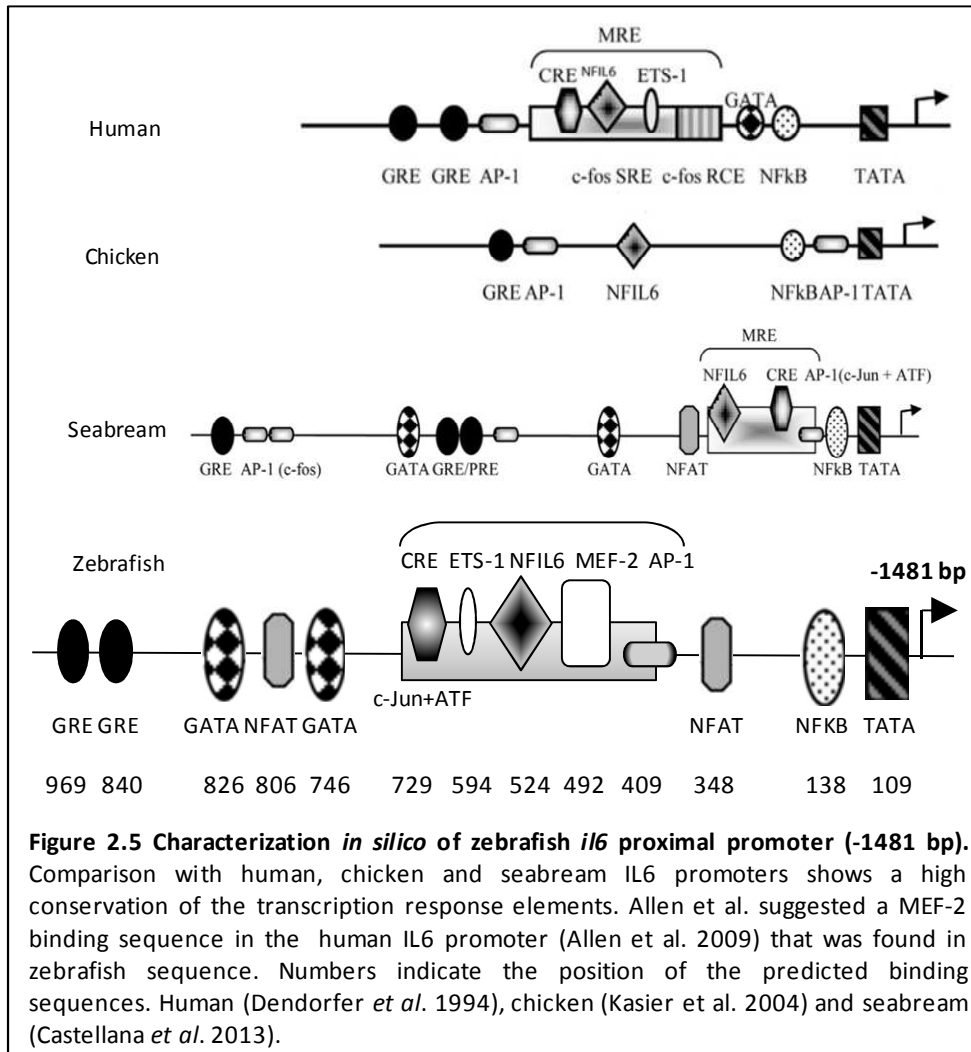 MRE
CRE NFIL6 ETS-1
GATA
Human
GRE GRE AP-1 c-fos SRE c-fos RCE NFkB TATA
Chicken
GRE AP-1 NFIL6 NFkB AP-1 TATA
MRE
NFIL6 CRE AP-1(c-Jun + ATF)
Seabream
GRE AP-1 (c-fos) GATA GRE/PRE GATA NFAT NFkB TATA
Zebrafish
CRE ETS-1 NFIL6 MEF-2 AP-1
-1481 bp
c-Jun+ATF
GRE GRE GATA NFAT GATA NFAT NFKB TATA
969 840 826 806 746 729 594 524 492 409 348 138 109
Figure 2.5 Characterization in silico of zebrafish il6 proximal promoter (-1481 bp).
Comparison with human, chicken and seabream IL6 promoters shows a high
conservation of the transcription response elements. Allen et al. suggested a MEF-2
binding sequence in the human IL6 promoter (Allen et al. 2009) that was found in
zebrafish sequence. Numbers indicate the position of the predicted binding
sequences. Human (Dendorfer et al. 1994), chicken (Kasier et al. 2004) and seabream
(Castellana et al. 2013).